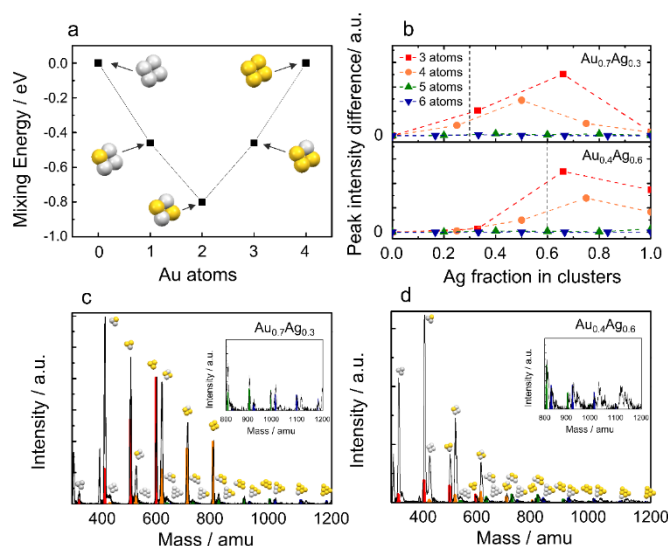 a
Mixing Energy / eV
0.0
-0.2
-0.4
-0.6
-0.8
0 1 2 3 4
Au atoms
b
Peak intensity difference/ a.u.
3 atoms
4 atoms
5 atoms
6 atoms
Au0.7Ag0.3
0
Au0.4Ag0.6
0
0.0 0.2 0.4 0.6 0.8 1.0
Ag fraction in clusters
c
Intensity / a.u.
400 600 800 1000 1200
Mass / amu
Au0.7Ag0.3
Intensity / a.u.
800 900 1000 1100 1200
Mass / amu
d
Intensity / a.u.
400 600 800 1000 1200
Mass / amu
Au0.4Ag0.6
Intensity / a.u.
800 900 1000 1100 1200
Mass / amu